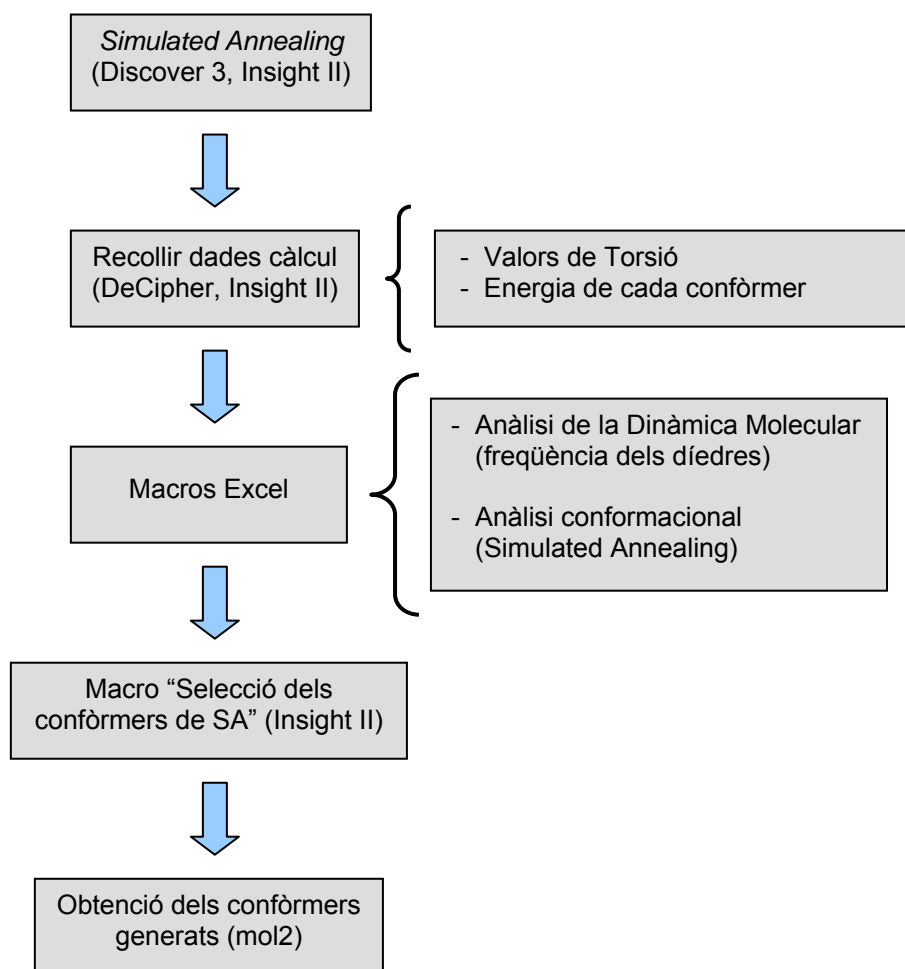 Simulated Annealing
(Discover 3, Insight II)
Recollir dades càlcul
(DeCipher, Insight II)
- Valors de Torsió
- Energia de cada confòrmer
Macros Excel
- Anàlisi de la Dinàmica Molecular
(freqüència dels díedres)
- Anàlisi conformacional
(Simulated Annealing)
Macro “Selecció dels
confòrmers de SA” (Insight II)
Obtenció dels confòrmers
generats (mol2)